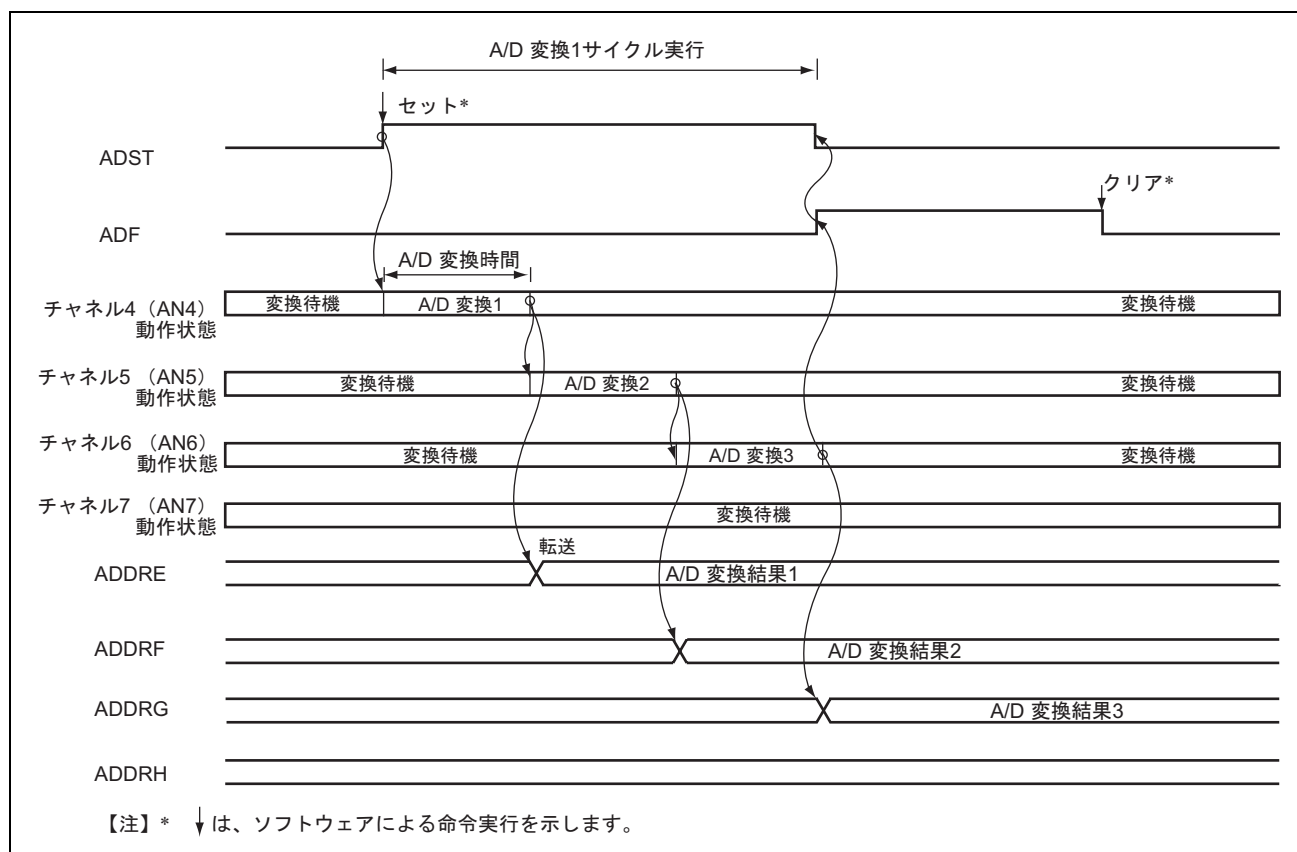 A/D 変換1サイクル実行
セット*
ADST
クリア*
ADF
A/D 変換時間
チャネル4（AN4）
動作状態
変換待機
A/D 変換1
変換待機
チャネル5 （AN5）
動作状態
変換待機
A/D 変換2
変換待機
チャネル6 （AN6）
動作状態
変換待機
A/D 変換3
変換待機
チャネル7 （AN7）
動作状態
変換待機
転送
ADDRE
A/D 変換結果1
ADDRF
A/D 変換結果2
ADDRG
A/D 変換結果3
ADDRH
【注】* ↓は、ソフトウェアによる命令実行を示します。